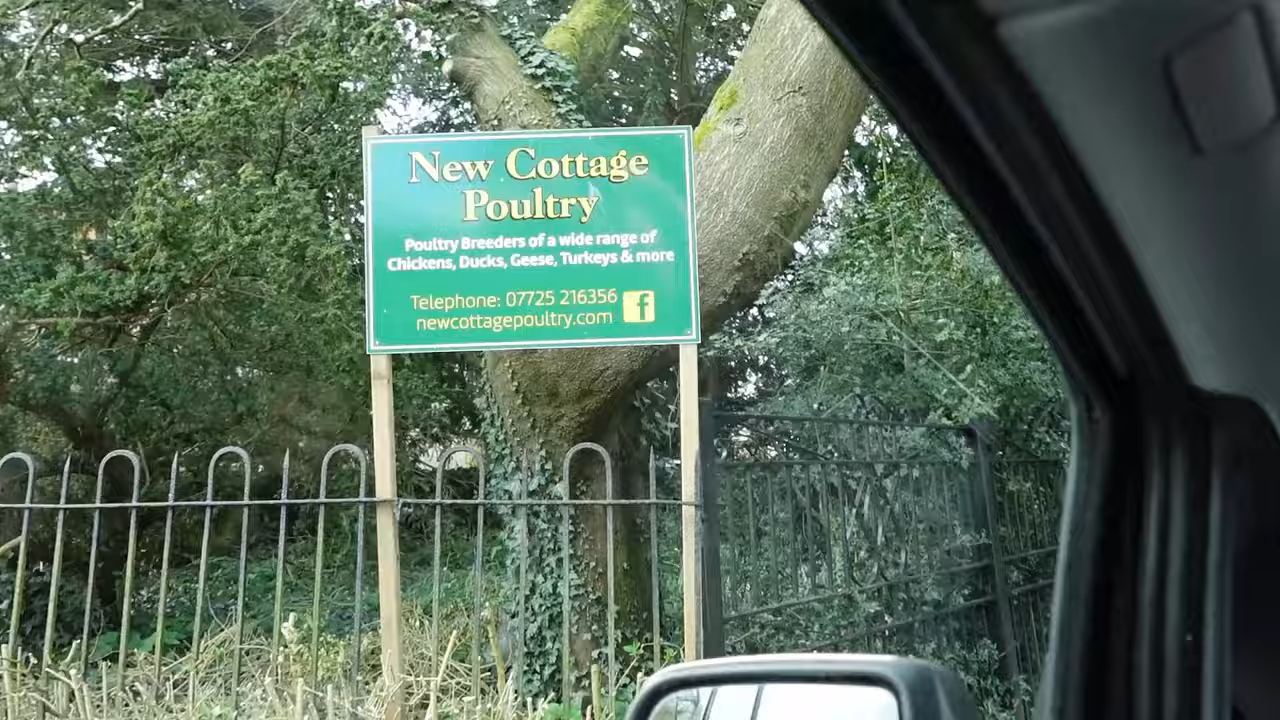 New Cottage
Poultry
Poultry Breeders of a wide range of
Chickens, Ducks, Geese, Turkeys & more
Telephone: 07725 216356
newcottagepoultry.com
f